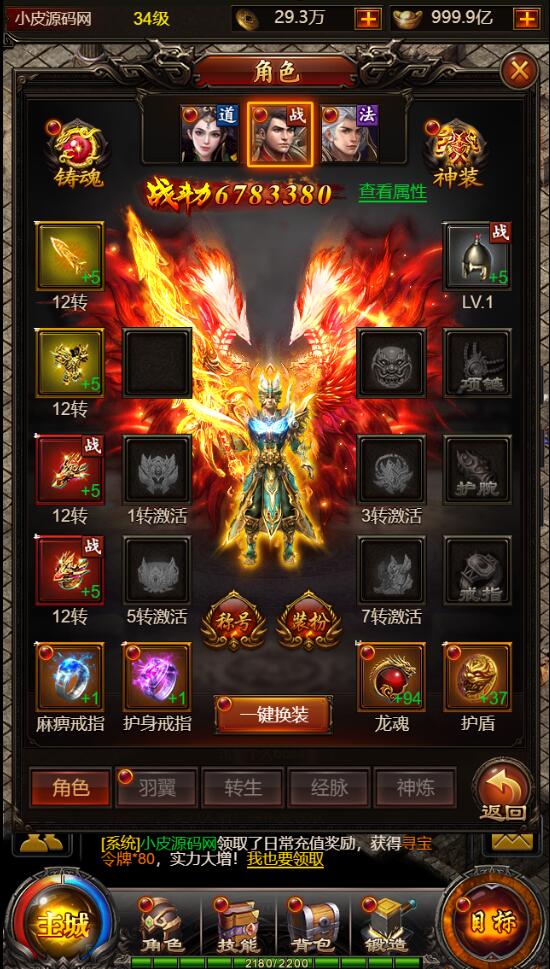 小皮源码网 34级 29.3万 999.9亿
角色
道 战 法
铸魂 神装
战斗力6783380 查看属性
+5 战 +5
12转 LV.1
+5 项链
12转
战 +5 护腕
12转 1转激活 3转激活
战 +5 戒指
12转 5转激活 7转激活
称号 装扮
+1 +1 +94 +37
麻痹戒指 护身戒指 一键换装 龙魂 护盾
角色 羽翼 转生 经脉 神炼 返回
[系统]小皮源码网领取了日常充值奖励，获得寻宝
令牌*80，实力大增！我也要领取
主城 角色 技能 背包 锻造 目标
2180/2200